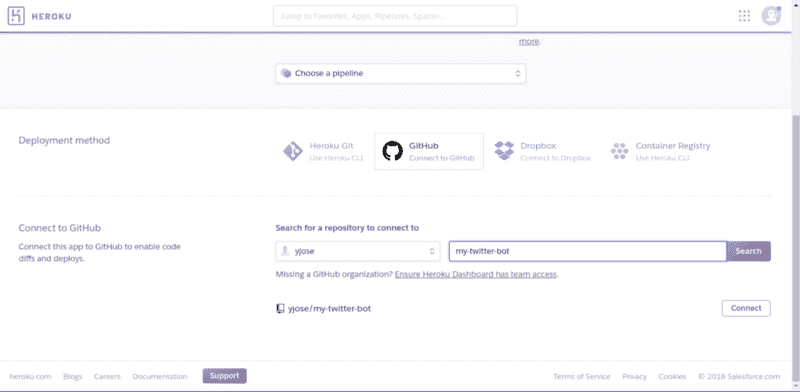 HEROKU
Jump to Favorites, Apps, Pipelines, Spaces...
more.
Choose a pipeline
Deployment method
Heroku Git
Use Heroku CLI
GitHub
Connect to GitHub
Dropbox
Connect to Dropbox
Container Registry
Use Heroku CLI
Connect to GitHub
Connect this app to GitHub to enable code
diffs and deploys.
Search for a repository to connect to
yjose
my-twitter-bot
Search
Missing a GitHub organization? Ensure Heroku Dashboard has team access.
yjose/my-twitter-bot
Connect
heroku.com Blogs Careers Documentation Support
Terms of Service Privacy Cookies © 2018 Salesforce.com